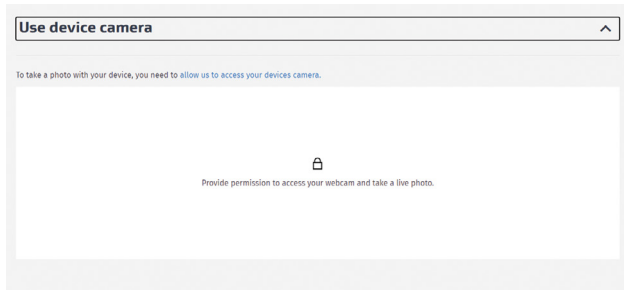 Use device camera
To take a photo with your device, you need to allow us to access your devices camera.
Provide permission to access your webcam and take a live photo.